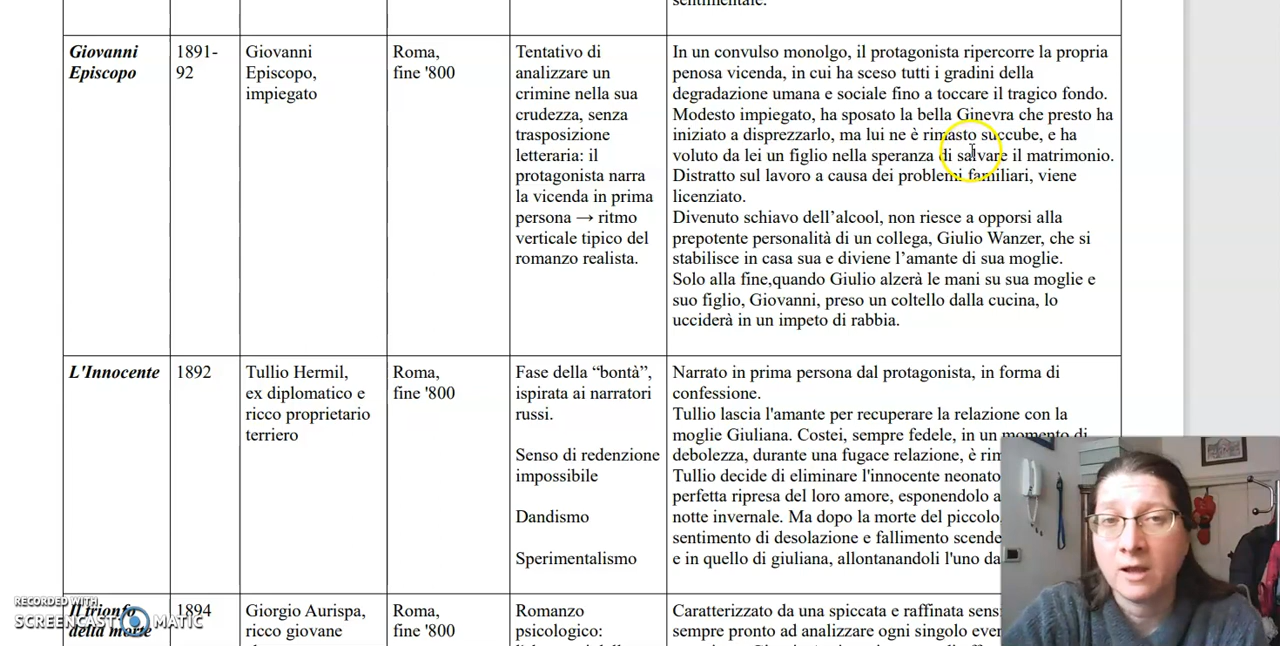 sentimentale.
Giovanni
Episcopo
1891-
92
Giovanni
Episcopo,
impiegato
Roma,
fine '800
Tentativo di
analizzare un
crimine nella sua
crudezza, senza
trasposizione
letteraria: il
protagonista narra
la vicenda in prima
persona → ritmo
verticale tipico del
romanzo realista.
In un convulso monolgo, il protagonista ripercorre la propria
penosa vicenda, in cui ha sceso tutti i gradini della
degradazione umana e sociale fino a toccare il tragico fondo.
Modesto impiegato, ha sposato la bella Ginevra che presto ha
iniziato a disprezzarlo, ma lui ne è rimasto succube, e ha
voluto da lei un figlio nella speranza di salvare il matrimonio.
Distratto sul lavoro a causa dei problemi familiari, viene
licenziato.
Divenuto schiavo dell’alcool, non riesce a opporsi alla
prepotente personalità di un collega, Giulio Wanzer, che si
stabilisce in casa sua e diviene l’amante di sua moglie.
Solo alla fine,quando Giulio alzerà le mani su sua moglie e
suo figlio, Giovanni, preso un coltello dalla cucina, lo
ucciderà in un impeto di rabbia.
L'Innocente
1892
Tullio Hermil,
ex diplomatico e
ricco proprietario
terriero
Roma,
fine '800
Fase della “bontà”,
ispirata ai narratori
russi.
Senso di redenzione
impossibile
Dandismo
Sperimentalismo
Narrato in prima persona dal protagonista, in forma di
confessione.
Tullio lascia l'amante per recuperare la relazione con la
moglie Giuliana. Costei, sempre fedele, in un momento di
debolezza, durante una fugace relazione, è
Tullio decide di eliminare l'innocente neonato
perfetta ripresa del loro amore, esponendolo a
notte invernale. Ma dopo la morte del piccolo,
sentimento di desolazione e fallimento scende
e in quello di giuliana, allontanandoli l'uno
Il trionfo
della morte
1894
Giorgio Aurispa,
ricco giovane
Roma,
fine '800
Romanzo
psicologico:
Caratterizzato da una spiccata e raffinata
sempre pronto ad analizzare ogni singolo
RECORDED WITH
SCREENCAST MATIC